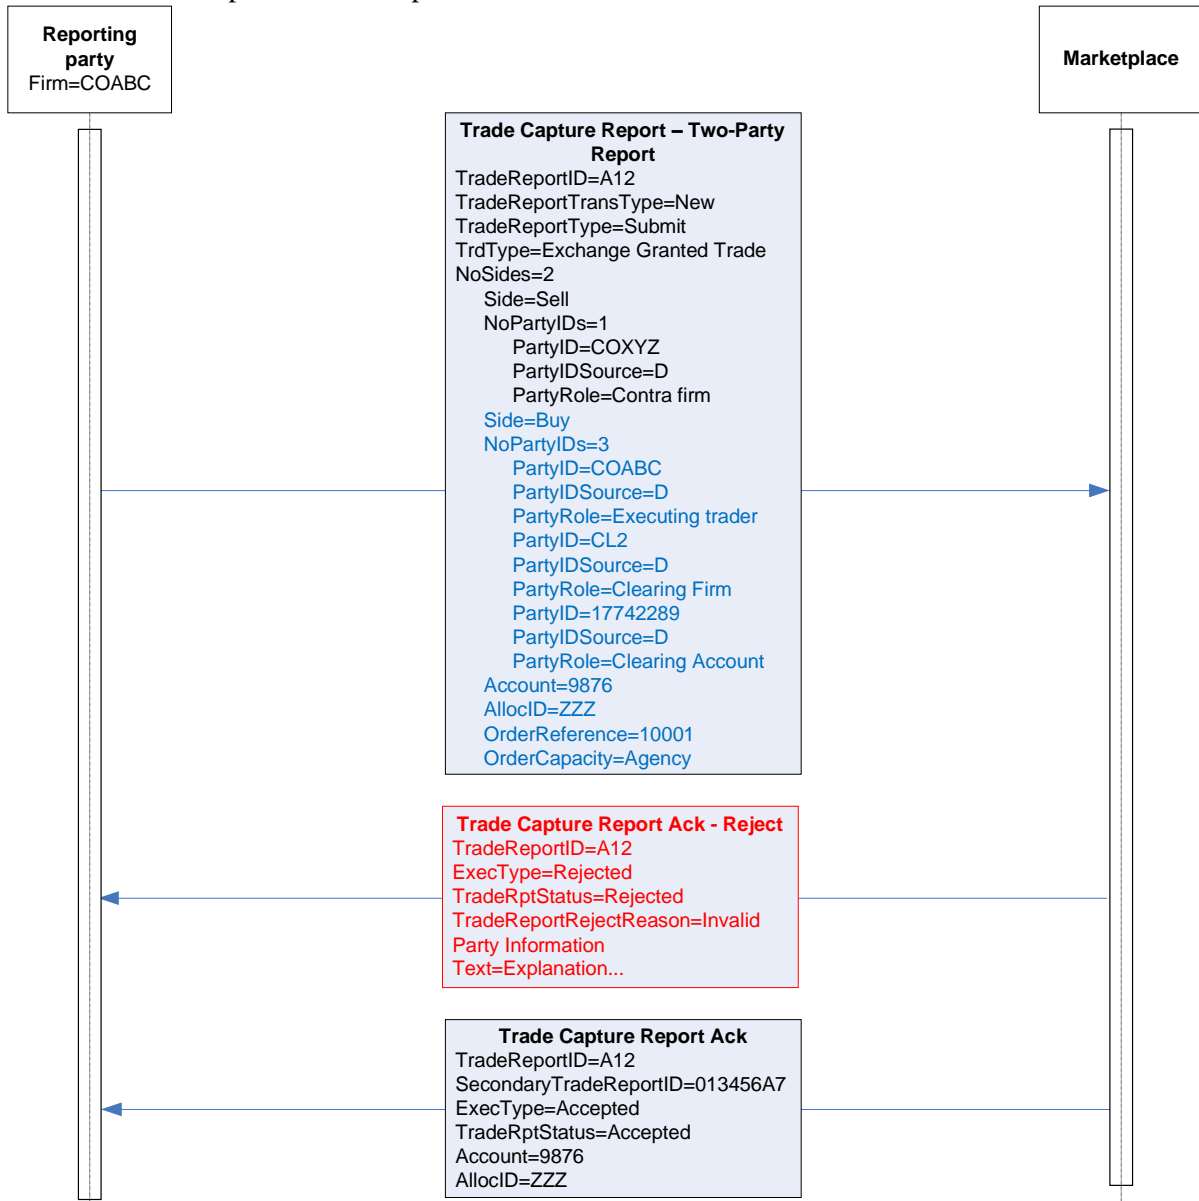 Reporting
party
Firm=COABC
Marketplace
Trade Capture Report – Two-Party
Report
TradeReportID=A12
TradeReportTransType=New
TradeReportType=Submit
TrdType=Exchange Granted Trade
NoSides=2
Side=Sell
NoPartyIDs=1
PartyID=COXYZ
PartyIDSource=D
PartyRole=Contra firm
Side=Buy
NoPartyIDs=3
PartyID=COABC
PartyIDSource=D
PartyRole=Executing trader
PartyID=CL2
PartyIDSource=D
PartyRole=Clearing Firm
PartyID=17742289
PartyIDSource=D
PartyRole=Clearing Account
Account=9876
AllocID=ZZZ
OrderReference=10001
OrderCapacity=Agency
Trade Capture Report Ack - Reject
TradeReportID=A12
ExecType=Rejected
TradeRptStatus=Rejected
TradeReportRejectReason=Invalid
Party Information
Text=Explanation...
Trade Capture Report Ack
TradeReportID=A12
SecondaryTradeReportID=013456A7
ExecType=Accepted
TradeRptStatus=Accepted
Account=9876
AllocID=ZZZ